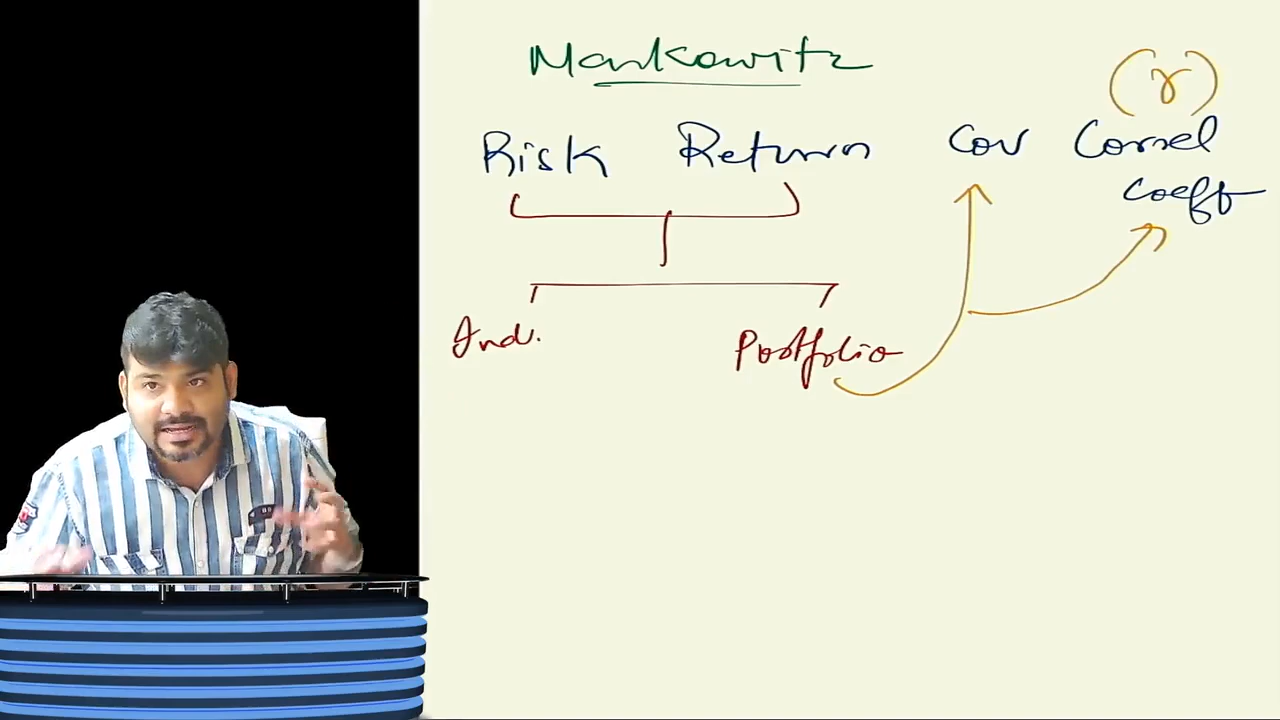 Markowitz
(r)
Risk Return Cov Correl
coeff
Ind. Portfolio